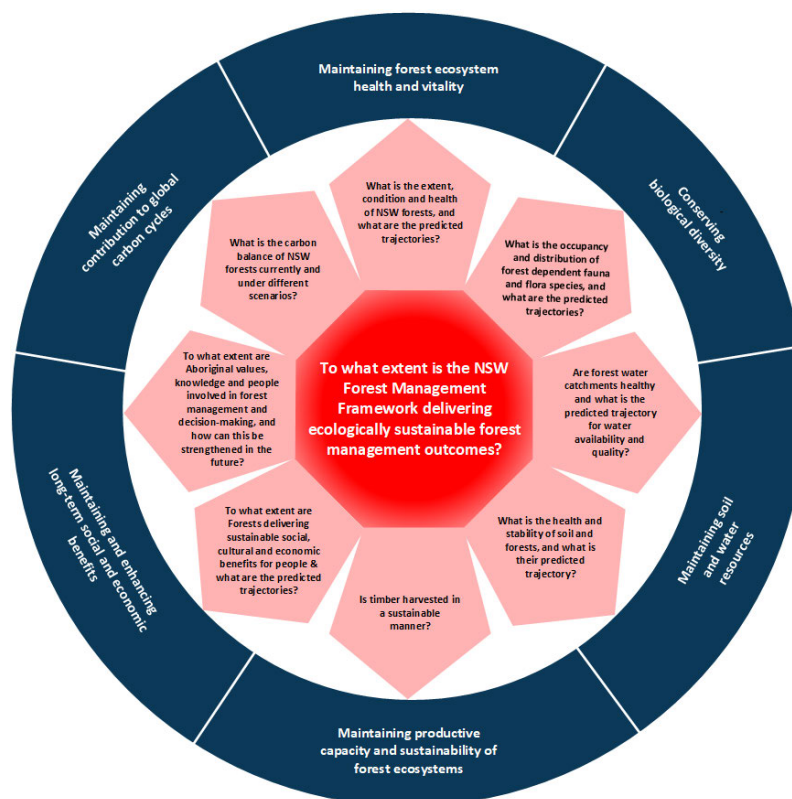 Maintaining forest ecosystem
health and vitality
Conserving
biological diversity
Maintaining soil
and water
resources
Maintaining productive
capacity and sustainability of
forest ecosystems
Maintaining and enhancing
long-term social and economic
benefits
Maintaining
contribution to global
carbon cycles
What is the extent,
condition and health
of NSW forests, and
what are the predicted
trajectories?
What is the occupancy
and distribution of
forest dependent fauna
and flora species, and
what are the predicted
trajectories?
Are forest water
catchments healthy and
what is the
predicted trajectory
for water
availability and
quality?
What is the health and
stability of soil and
forests, and what is
their predicted
trajectory?
Is timber harvested in
a sustainable
manner?
To what extent are
Forests delivering
sustainable social,
cultural and economic
benefits for people &
what are the predicted
trajectories?
To what extent are
Aboriginal values,
knowledge and people
involved in forest
management and
decision-making, and
how can this be
strengthened in the
future?
What is the carbon
balance of NSW
forests currently and
under different
scenarios?
To what extent is the NSW
Forest Management
Framework delivering
ecologically sustainable forest
management outcomes?